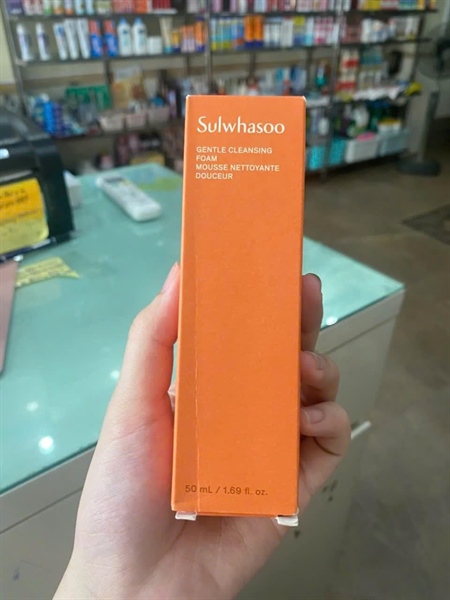 Sulwhasoo
GENTLE CLEANSING
FOAM
MOUSSE NETTOYANTE
DOUCEUR
50 mL / 1.69 fl. oz.